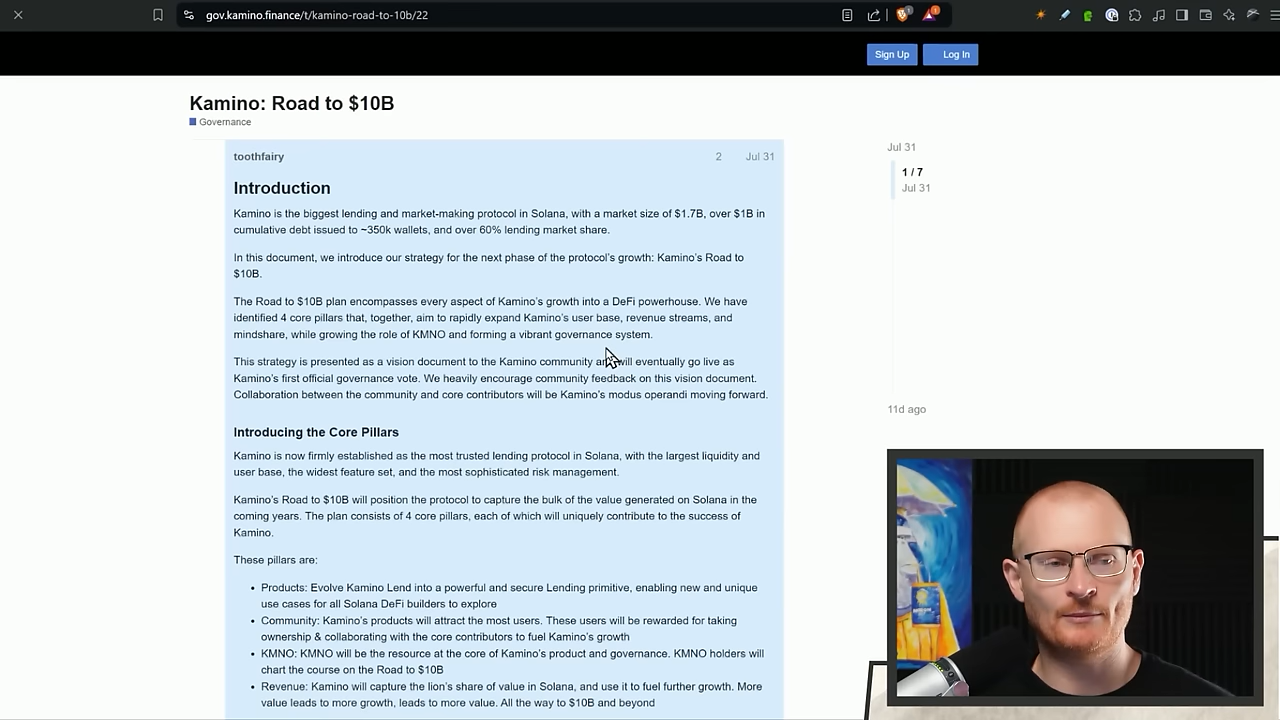 gov.kamino.finance/t/kamino-road-to-10b/22
Sign Up
Log In
Kamino: Road to $10B
Governance
toothfairy 2 Jul 31
Introduction
Kamino is the biggest lending and market-making protocol in Solana, with a market size of $1.7B, over $1B in
cumulative debt issued to ~350k wallets, and over 60% lending market share.
In this document, we introduce our strategy for the next phase of the protocol's growth: Kamino's Road to
$10B.
The Road to $10B plan encompasses every aspect of Kamino's growth into a DeFi powerhouse. We have
identified 4 core pillars that, together, aim to rapidly expand Kamino's user base, revenue streams, and
mindshare, while growing the role of KMNO and forming a vibrant governance system.
This strategy is presented as a vision document to the Kamino community and will eventually go live as
Kamino's first official governance vote. We heavily encourage community feedback on this vision document.
Collaboration between the community and core contributors will be Kamino's modus operandi moving forward.
Introducing the Core Pillars
Kamino is now firmly established as the most trusted lending protocol in Solana, with the largest liquidity and
user base, the widest feature set, and the most sophisticated risk management.
Kamino's Road to $10B will position the protocol to capture the bulk of the value generated on Solana in the
coming years. The plan consists of 4 core pillars, each of which will uniquely contribute to the success of
Kamino.
These pillars are:
• Products: Evolve Kamino Lend into a powerful and secure Lending primitive, enabling new and unique
use cases for all Solana DeFi builders to explore
• Community: Kamino's products will attract the most users. These users will be rewarded for taking
ownership & collaborating with the core contributors to fuel Kamino's growth
• KMNO: KMNO will be the resource at the core of Kamino's product and governance. KMNO holders will
chart the course on the Road to $10B
• Revenue: Kamino will capture the lion's share of value in Solana, and use it to fuel further growth. More
value leads to more growth, leads to more value. All the way to $10B and beyond
Jul 31
1 / 7
Jul 31
11d ago